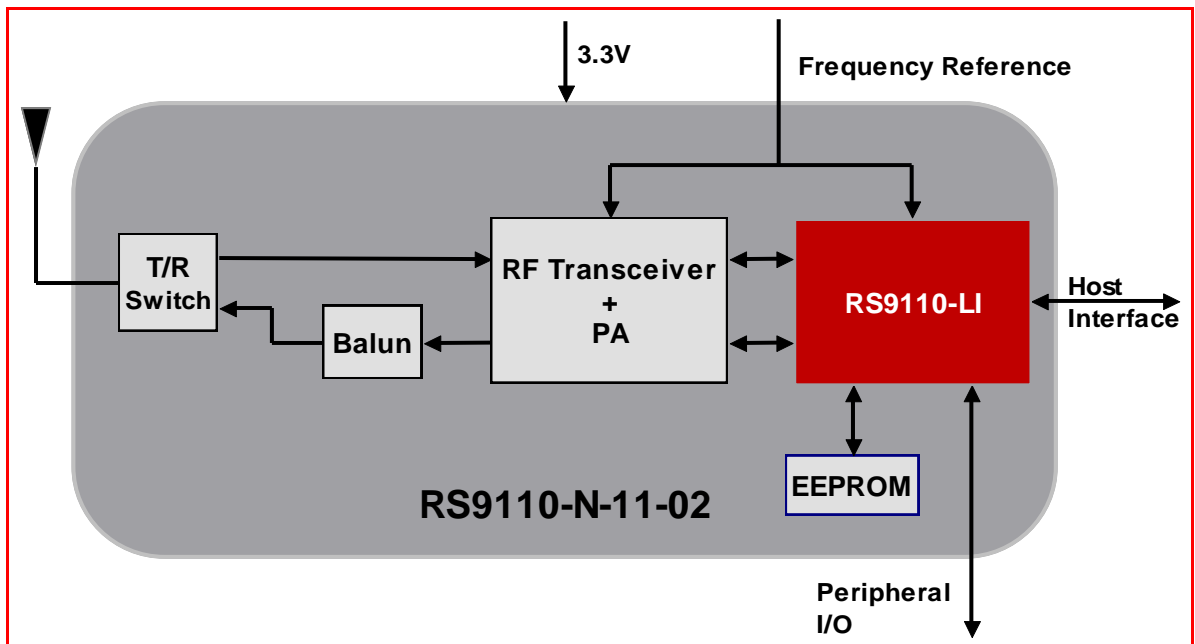 3.3V
Frequency Reference
T/R
Switch
Balun
RF Transceiver
+
PA
RS9110-LI
Host
Interface
EEPROM
RS9110-N-11-02
Peripheral
I/O